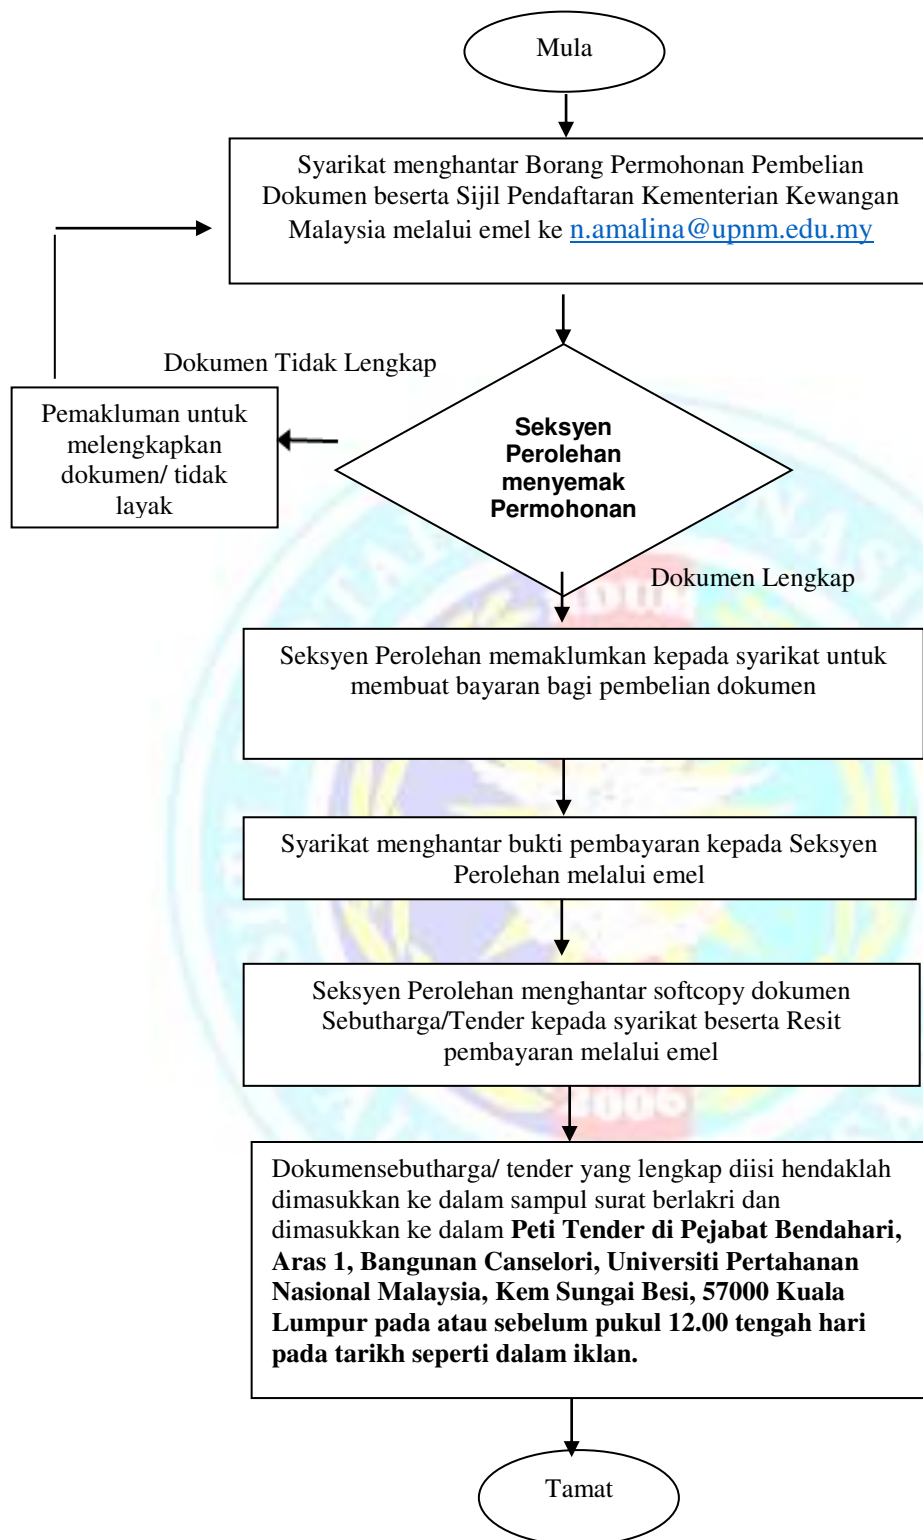 Mula
Syarikat menghantar Borang Permohonan Pembelian
Dokumen beserta Sijil Pendaftaran Kementerian Kewangan
Malaysia melalui emel ke n.amalina@upnm.edu.my
Dokumen Tidak Lengkap
Pemakluman untuk
melengkapkan
dokumen/ tidak
layak
Seksyen
Perolehan
menyemak
Permohonan
Dokumen Lengkap
Seksyen Perolehan memaklumkan kepada syarikat untuk
membuat bayaran bagi pembelian dokumen
Syarikat menghantar bukti pembayaran kepada Seksyen
Perolehan melalui emel
Seksyen Perolehan menghantar softcopy dokumen
Sebutharga/Tender kepada syarikat beserta Resit
pembayaran melalui emel
Dokumensebutharga/ tender yang lengkap diisi hendaklah
dimasukkan ke dalam sampul surat berlakri dan
dimasukkan ke dalam Peti Tender di Pejabat Bendahari,
Aras 1, Bangunan Canselori, Universiti Pertahanan
Nasional Malaysia, Kem Sungai Besi, 57000 Kuala
Lumpur pada atau sebelum pukul 12.00 tengah hari
pada tarikh seperti dalam iklan.
Tamat